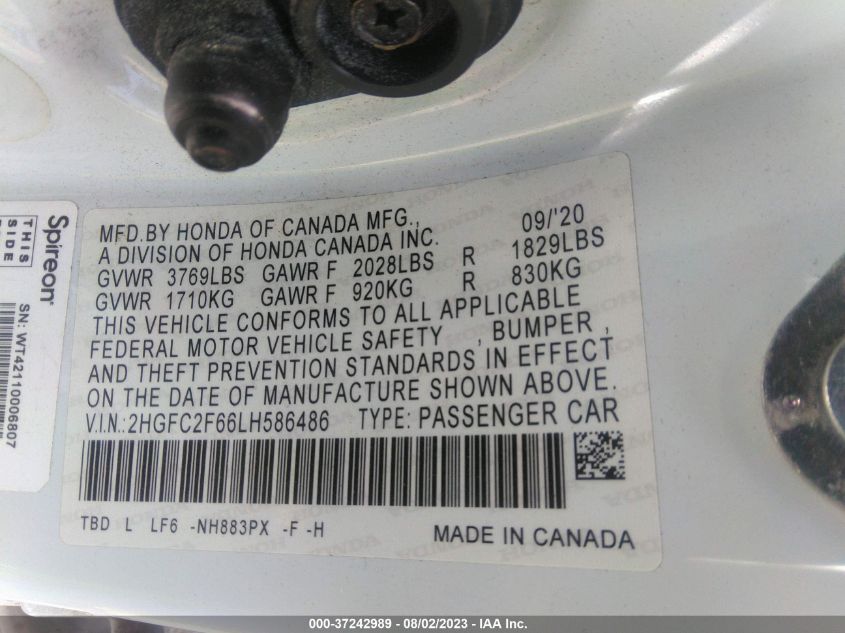 MFD.BY HONDA OF CANADA MFG., 09/'20
A DIVISION OF HONDA CANADA INC.
GVWR 3769LBS GAWR F 2028LBS R 1829LBS
GVWR 1710KG GAWR F 920KG R 830KG
THIS VEHICLE CONFORMS TO ALL APPLICABLE
FEDERAL MOTOR VEHICLE SAFETY , BUMPER ,
AND THEFT PREVENTION STANDARDS IN EFFECT
ON THE DATE OF MANUFACTURE SHOWN ABOVE.
V.I.N.:2HGFC2F66LH586486 TYPE: PASSENGER CAR
TBD L LF6 -NH883PX -F -H
MADE IN CANADA
Spireon®
THIS
SIDE
SN: WT42110006807
000-37242989 - 08/02/2023 - IAA Inc.